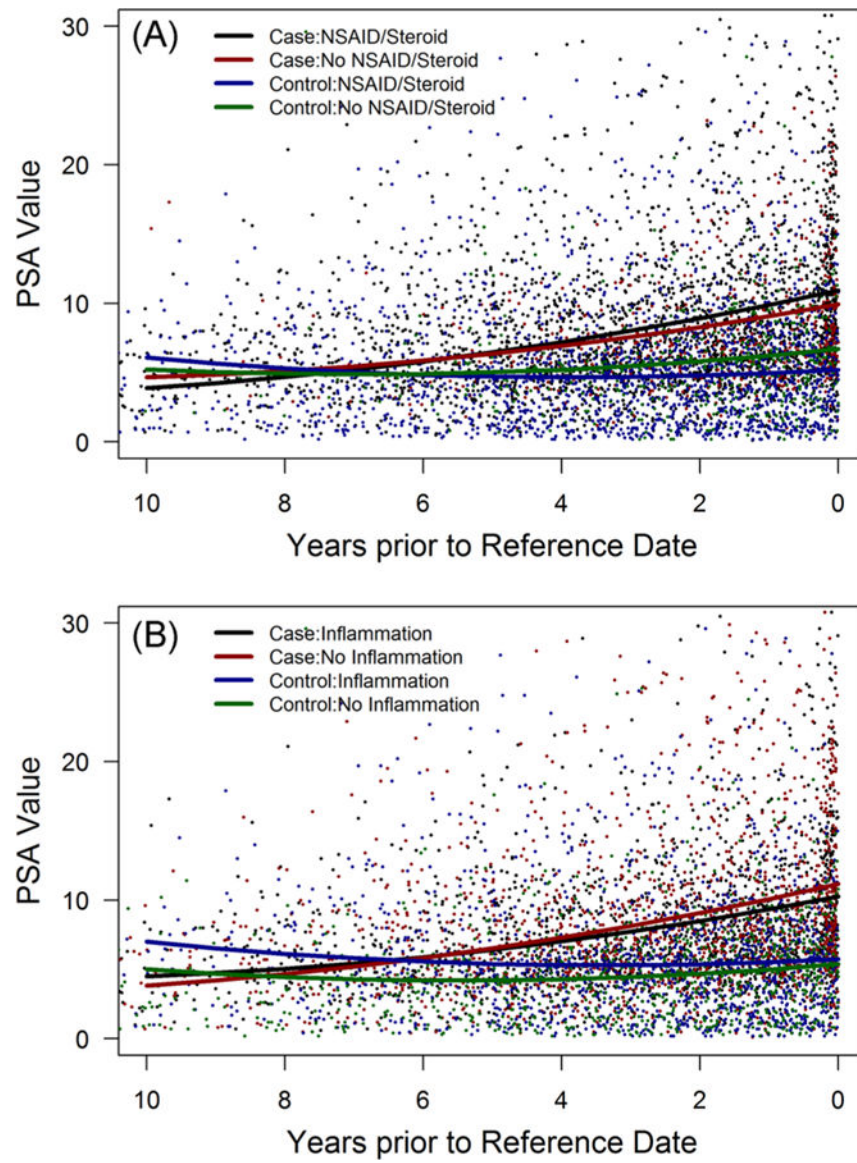 (A)
Case:NSAID/Steroid
Case:No NSAID/Steroid
Control:NSAID/Steroid
Control:No NSAID/Steroid
PSA Value
30
20
10
0
10 8 6 4 2 0
Years prior to Reference Date
(B)
Case:Inflammation
Case:No Inflammation
Control:Inflammation
Control:No Inflammation
PSA Value
30
20
10
0
10 8 6 4 2 0
Years prior to Reference Date